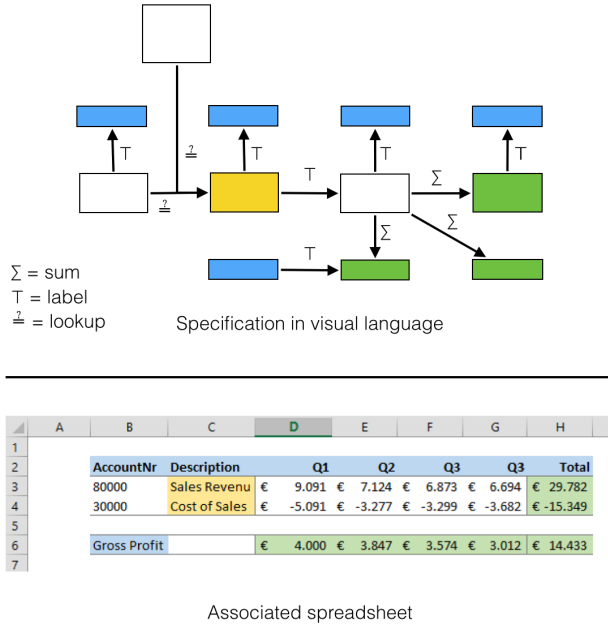 ≟
T T T T
≟ T Σ
Σ Σ
T
Σ = sum
T = label
≟ = lookup
Specification in visual language
A B C D E F G H
1
2 AccountNr Description Q1 Q2 Q3 Q3 Total
3 80000 Sales Revenu € 9.091 € 7.124 € 6.873 € 6.694 € 29.782
4 30000 Cost of Sales € -5.091 € -3.277 € -3.299 € -3.682 € -15.349
5
6 Gross Profit € 4.000 € 3.847 € 3.574 € 3.012 € 14.433
7
Associated spreadsheet